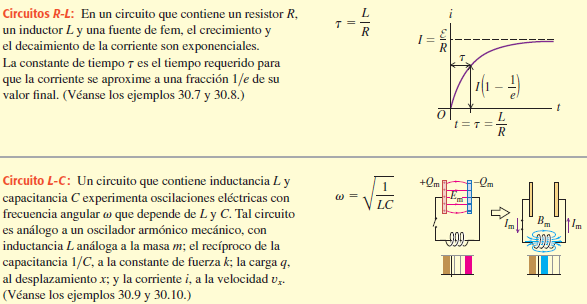 Circuitos R-L: En un circuito que contiene un resistor R,
un inductor L y una fuente de fem, el crecimiento y
el decaimiento de la corriente son exponenciales.
La constante de tiempo τ es el tiempo requerido para
que la corriente se aproxime a una fracción 1/e de su
valor final. (Véanse los ejemplos 30.7 y 30.8.)
τ = L/R
i
I = ℰ/R
τ
I(1 − 1/e)
O
t
t = τ = L/R
Circuito L-C: Un circuito que contiene inductancia L y
capacitancia C experimenta oscilaciones eléctricas con
frecuencia angular ω que depende de L y C. Tal circuito
es análogo a un oscilador armónico mecánico, con
inductancia L análoga a la masa m; el recíproco de la
capacitancia 1/C, a la constante de fuerza k; la carga q,
al desplazamiento x; y la corriente i, a la velocidad vₓ.
(Véanse los ejemplos 30.9 y 30.10.)
ω = √(1/LC)
+Qm −Qm
Em
Im Bm Im